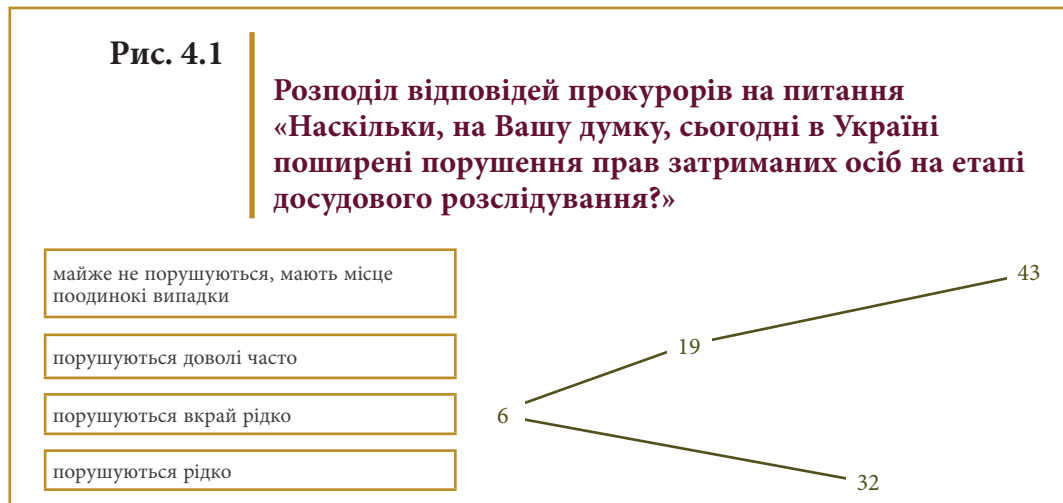 Рис. 4.1
Розподіл відповідей прокурорів на питання
«Наскільки, на Вашу думку, сьогодні в Україні
поширені порушення прав затриманих осіб на етапі
досудового розслідування?»
майже не порушуються, мають місце
поодинокі випадки
43
порушуються доволі часто
19
порушуються вкрай рідко
6
порушуються рідко
32